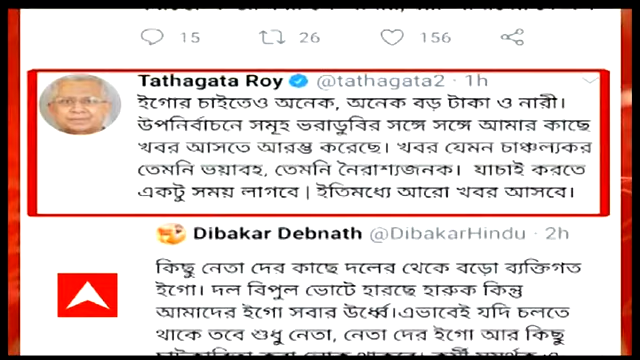 15 26 156
Tathagata Roy @tathagata2 · 1h
ইগোর চাইতেও অনেক, অনেক বড় টাকা ও নারী।
উপনির্বাচনে সমূহ ভরাডুবির সঙ্গে সঙ্গে আমার কাছে
খবর আসতে আরম্ভ করেছে। খবর যেমন চাঞ্চল্যকর
তেমনি ভয়াবহ, তেমনি নৈরাশ্যজনক। যাচাই করতে
একটু সময় লাগবে | ইতিমধ্যে আরো খবর আসবে।
Dibakar Debnath @DibakarHindu · 2h
কিছু নেতা দের কাছে দলের থেকে বড়ো ব্যক্তিগত
ইগো। দল বিপুল ভোটে হারছে হারুক কিন্তু
আমাদের ইগো সবার উর্ধ্বে।এভাবেই যদি চলতে
থাকে তবে শুধু নেতা, নেতা দের ইগো আর কিছু